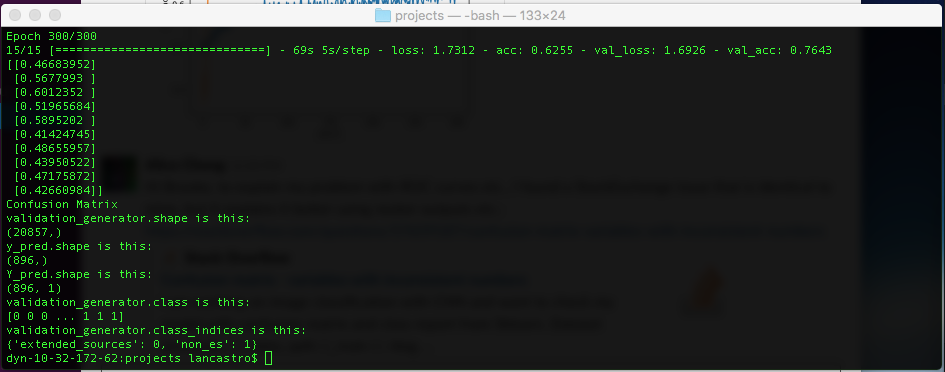 projects — -bash — 133×24
Epoch 300/300
15/15 [==============================] - 69s 5s/step - loss: 1.7312 - acc: 0.6255 - val_loss: 1.6926 - val_acc: 0.7643
[[0.46683952]
 [0.5677993 ]
 [0.6012352 ]
 [0.51965684]
 [0.5895202 ]
 [0.41424745]
 [0.48655957]
 [0.43950522]
 [0.47175872]
 [0.42660984]]
Confusion Matrix
validation_generator.shape is this:
(20857,)
y_pred.shape is this:
(896,)
Y_pred.shape is this:
(896, 1)
validation_generator.class is this:
[0 0 0 ... 1 1 1]
validation_generator.class_indices is this:
{'extended_sources': 0, 'non_es': 1}
dyn-10-32-172-62:projects lancastro$